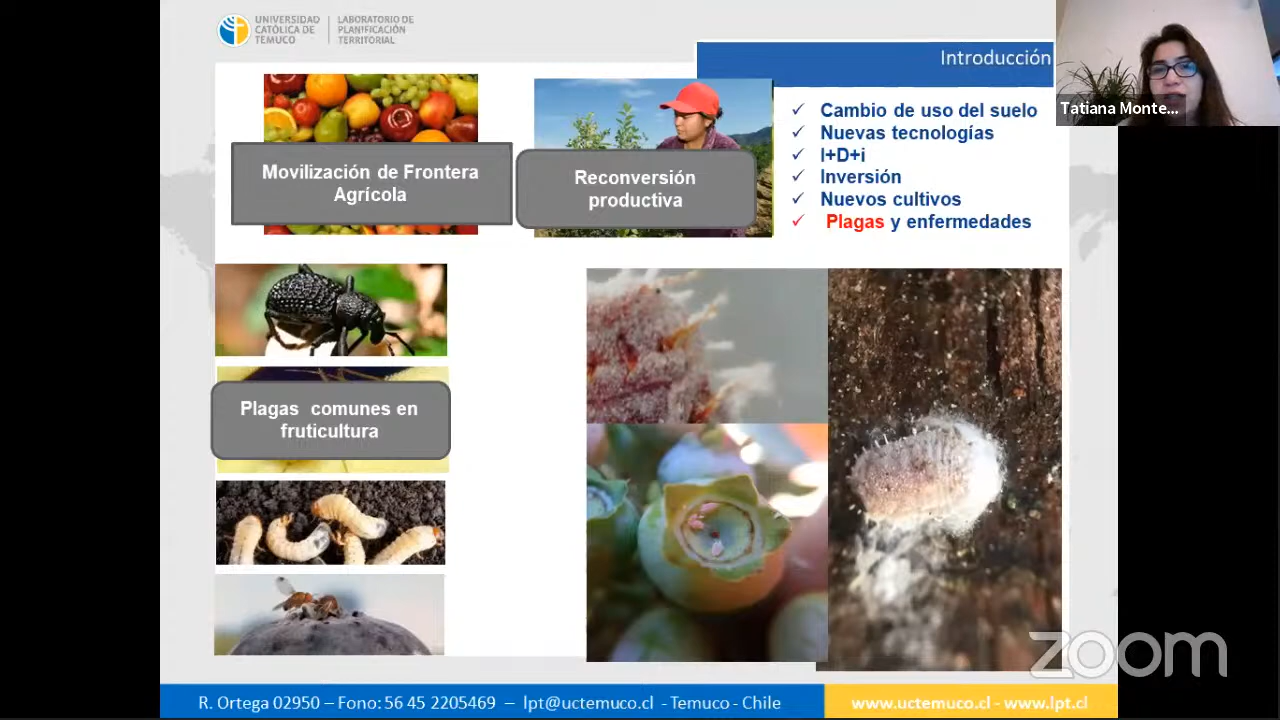 UNIVERSIDAD
CATÓLICA DE
TEMUCO
LABORATORIO DE
PLANIFICACIÓN
TERRITORIAL
Introducción
Tatiana Monte...
Movilización de Frontera
Agrícola
Reconversión
productiva
✓ Cambio de uso del suelo
✓ Nuevas tecnologías
✓ I+D+i
✓ Inversión
✓ Nuevos cultivos
✓ Plagas y enfermedades
Plagas comunes en
fruticultura
zoom
R. Ortega 02950 – Fono: 56 45 2205469 – lpt@uctemuco.cl - Temuco - Chile
www.uctemuco.cl - www.lpt.cl